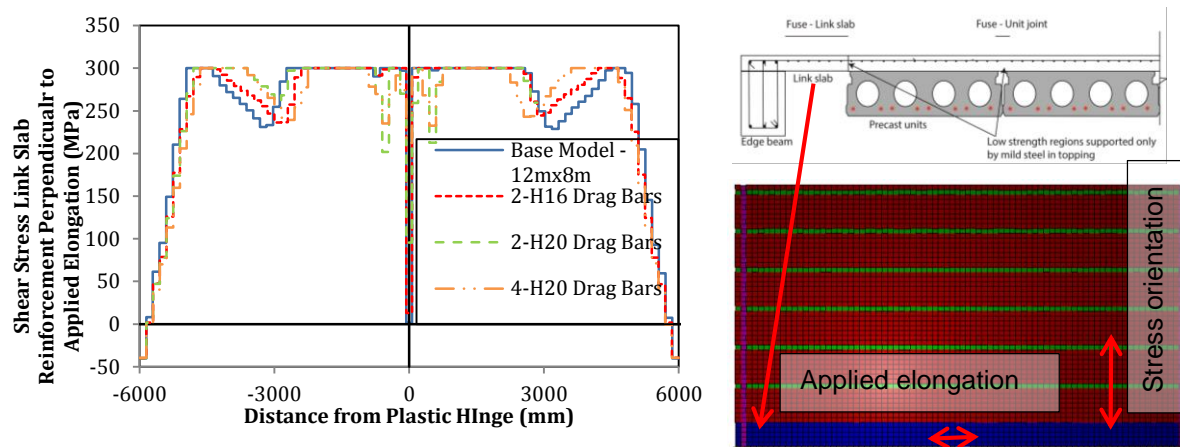 Shear Stress Link Slab
Reinforcement Perpendicualr to
Applied Elongation (MPa)
350
300
250
200
150
100
50
0
-50
-6000
-3000
0
3000
6000
Distance from Plastic HInge (mm)
Base Model -
12mx8m
2-H16 Drag Bars
2-H20 Drag Bars
4-H20 Drag Bars
Fuse - Link slab
Fuse - Unit joint
Link slab
Precast units
Edge beam
Low strength regions supported only
by mild steel in topping
Stress orientation
Applied elongation